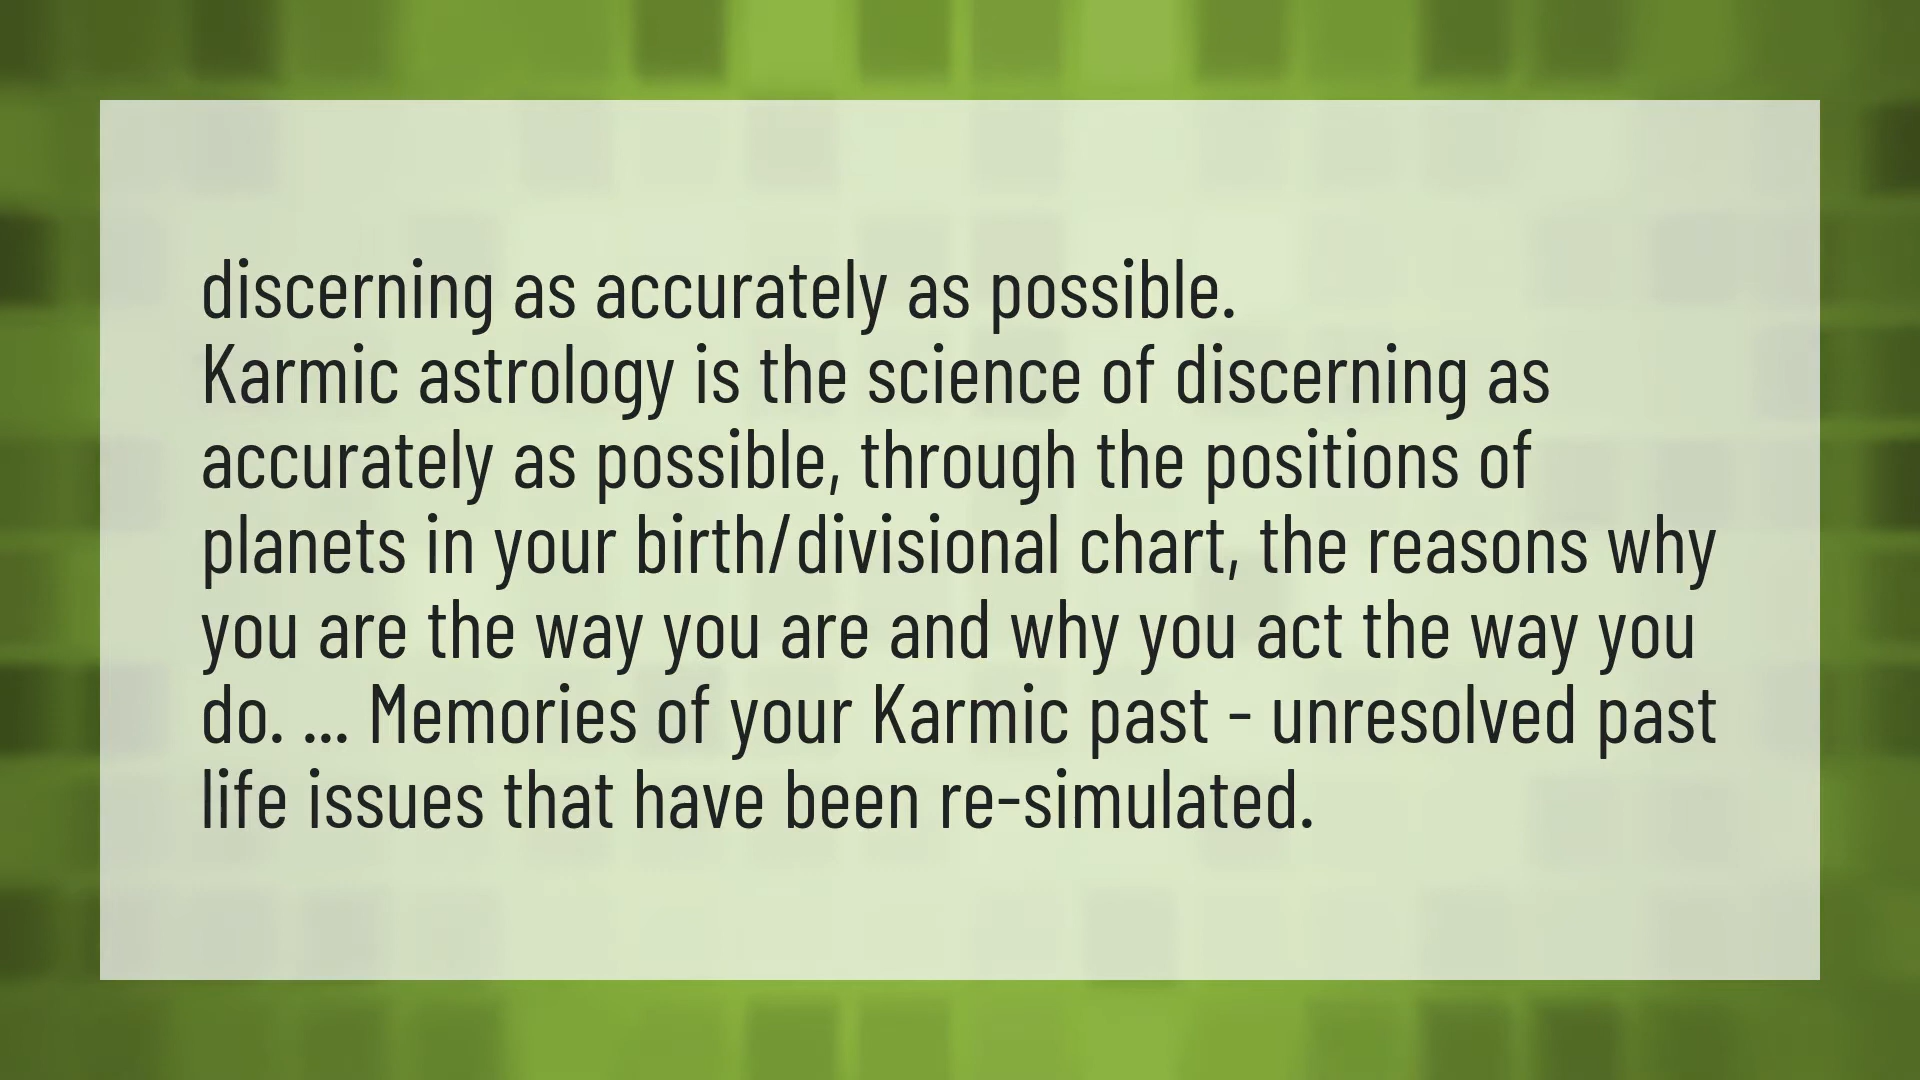 discerning as accurately as possible.
Karmic astrology is the science of discerning as
accurately as possible, through the positions of
planets in your birth/divisional chart, the reasons why
you are the way you are and why you act the way you
do. ... Memories of your Karmic past - unresolved past
life issues that have been re-simulated.